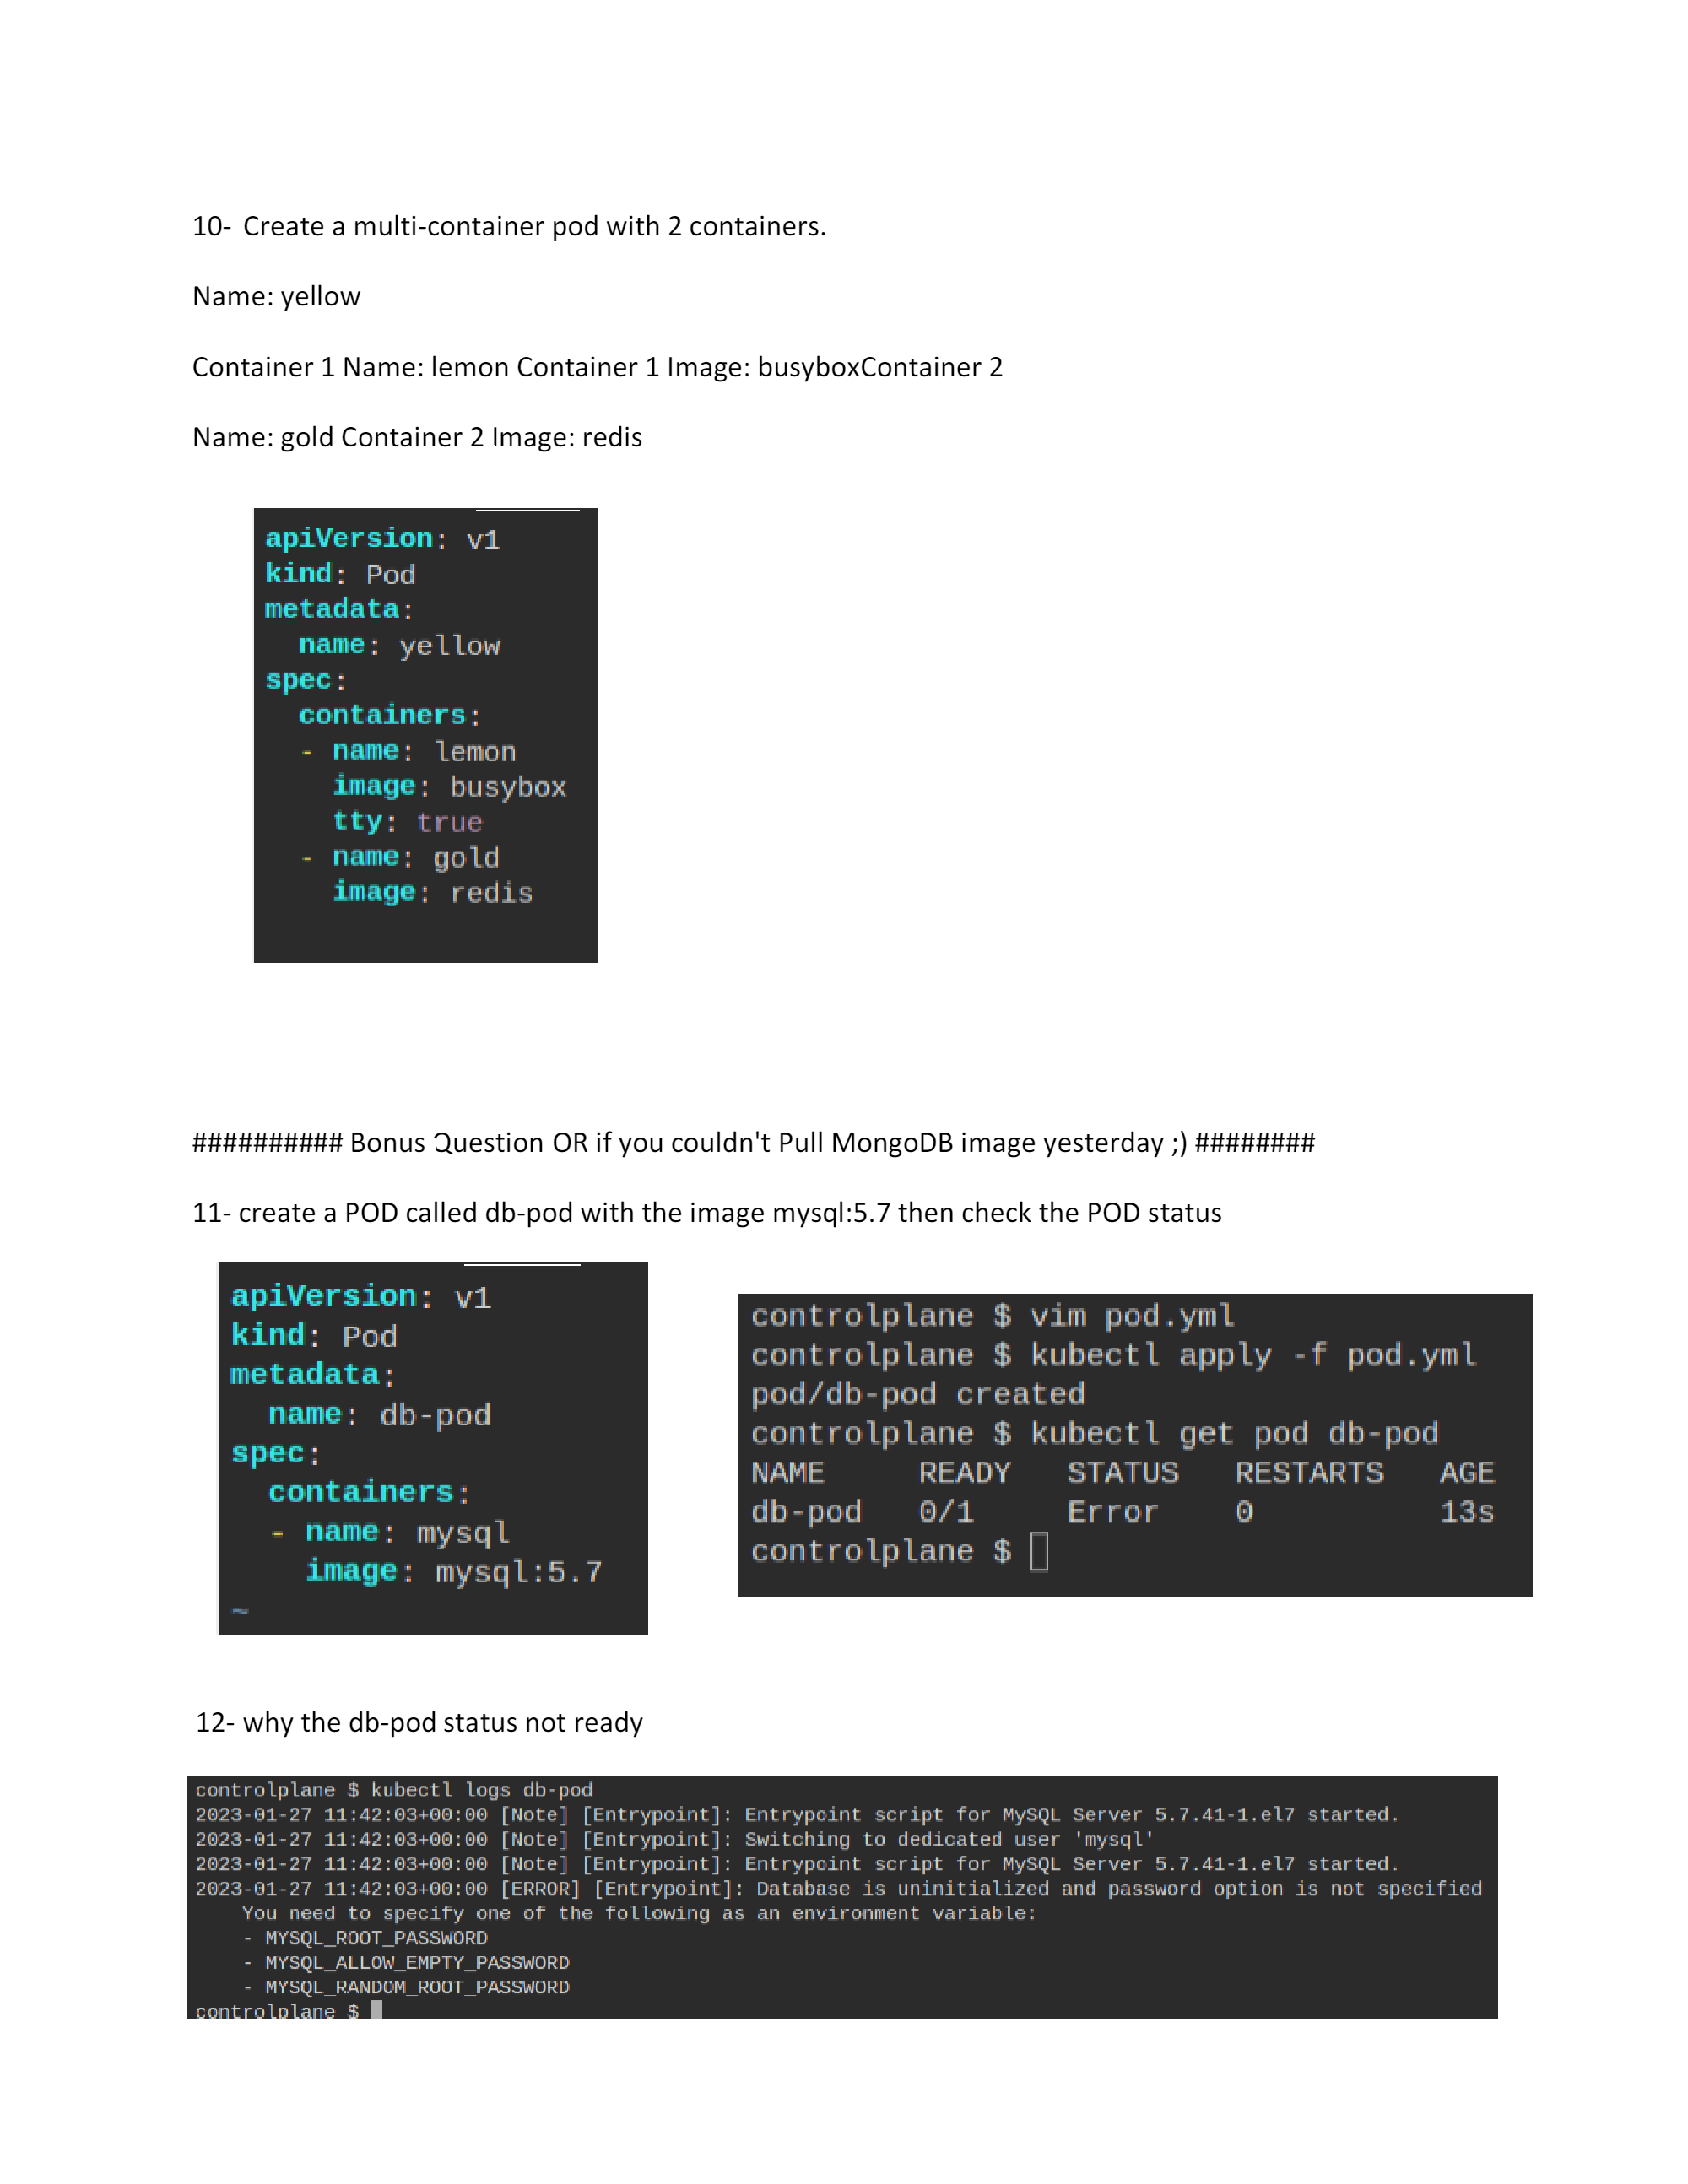 10-  Create a multi-container pod with 2 containers.
Name: yellow
Container 1 Name: lemon Container 1 Image: busyboxContainer 2
Name: gold Container 2 Image: redis
apiVersion: v1
kind: Pod
metadata:
  name: yellow
spec:
  containers:
  - name: lemon
    image: busybox
    tty: true
  - name: gold
    image: redis
########## Bonus Question OR if you couldn't Pull MongoDB image yesterday ;) ########
11- create a POD called db-pod with the image mysql:5.7 then check the POD status
apiVersion: v1
kind: Pod
metadata:
  name: db-pod
spec:
  containers:
  - name: mysql
    image: mysql:5.7
~
controlplane $ vim pod.yml
controlplane $ kubectl apply -f pod.yml
pod/db-pod created
controlplane $ kubectl get pod db-pod
NAME     READY   STATUS   RESTARTS   AGE
db-pod   0/1     Error    0          13s
controlplane $
12- why the db-pod status not ready
controlplane $ kubectl logs db-pod
2023-01-27 11:42:03+00:00 [Note] [Entrypoint]: Entrypoint script for MySQL Server 5.7.41-1.el7 started.
2023-01-27 11:42:03+00:00 [Note] [Entrypoint]: Switching to dedicated user 'mysql'
2023-01-27 11:42:03+00:00 [Note] [Entrypoint]: Entrypoint script for MySQL Server 5.7.41-1.el7 started.
2023-01-27 11:42:03+00:00 [ERROR] [Entrypoint]: Database is uninitialized and password option is not specified
    You need to specify one of the following as an environment variable:
    - MYSQL_ROOT_PASSWORD
    - MYSQL_ALLOW_EMPTY_PASSWORD
    - MYSQL_RANDOM_ROOT_PASSWORD
controlplane $